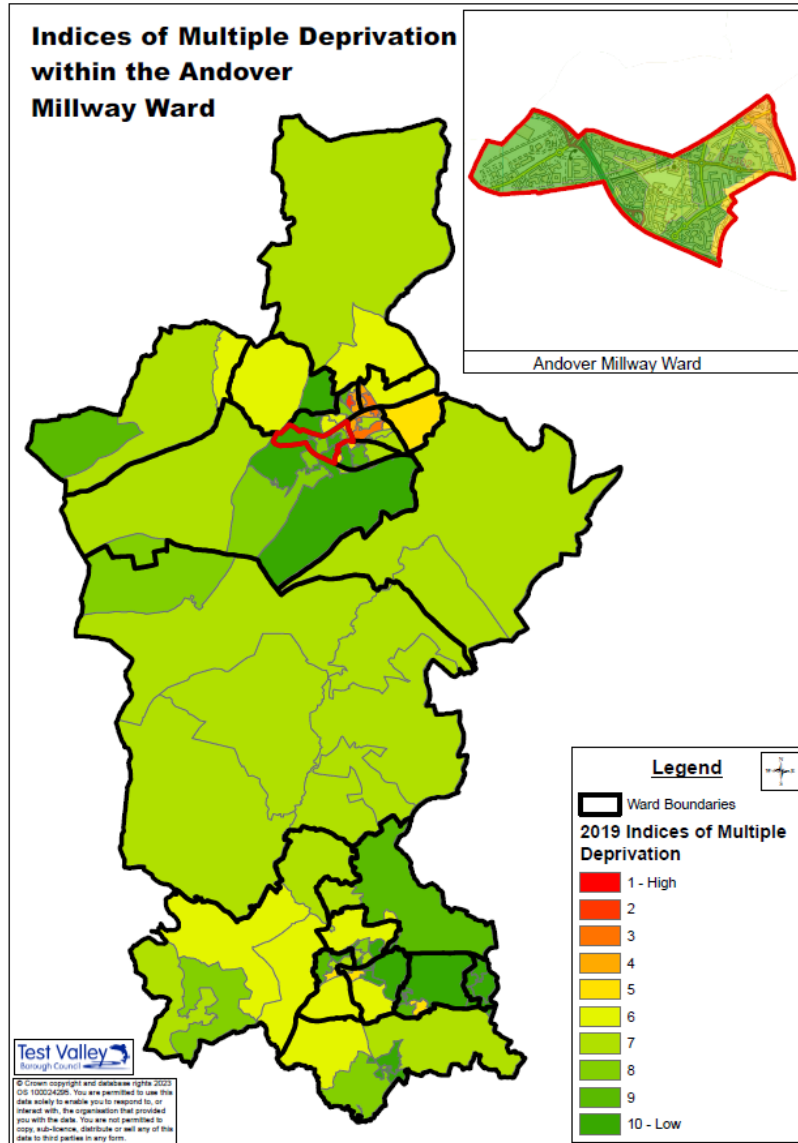 Indices of Multiple Deprivation
within the Andover
Millway Ward
Andover Millway Ward
Legend
N
W E
S
Ward Boundaries
2019 Indices of Multiple
Deprivation
1 - High
2
3
4
5
6
7
8
9
10 - Low
Test Valley
Borough Council
© Crown copyright and database rights 2023
OS 100024295. You are permitted to use this
data solely to enable you to respond to, or
interact with, the organisation that provided
you with the data. You are not permitted to
copy, sub-licence, distribute or sell any of this
data to third parties in any form.